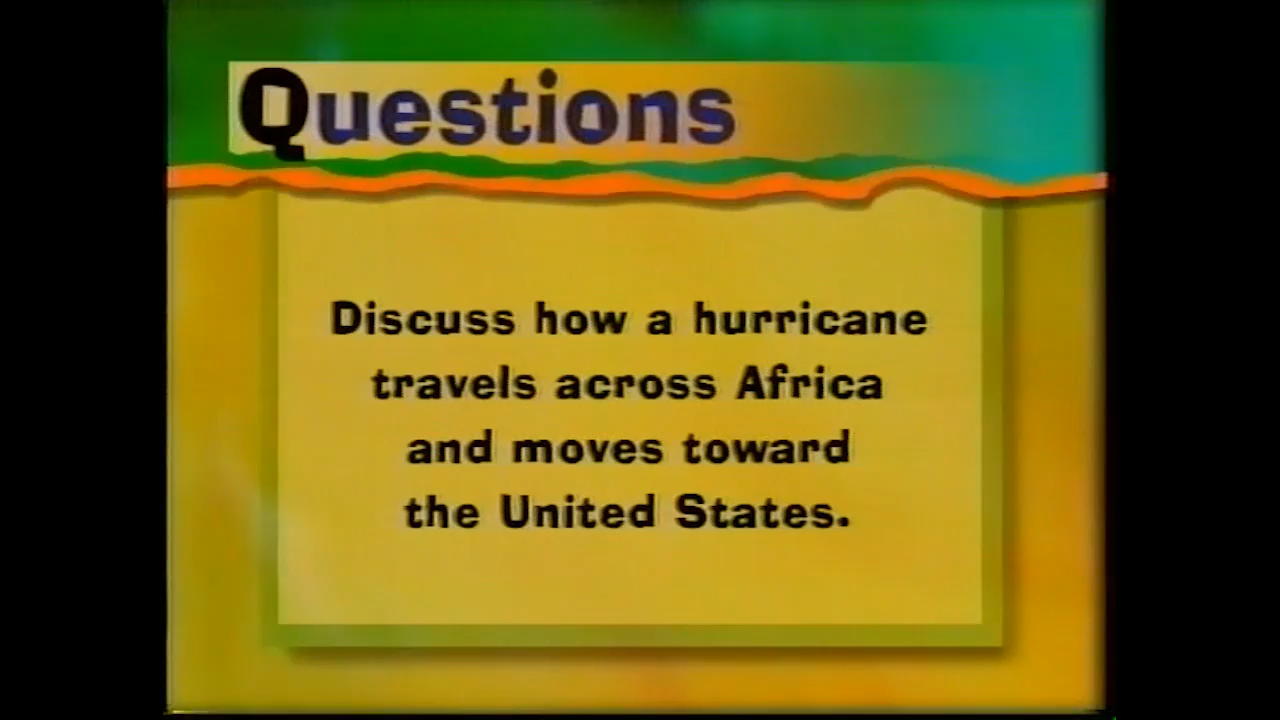 Questions
Discuss how a hurricane
travels across Africa
and moves toward
the United States.